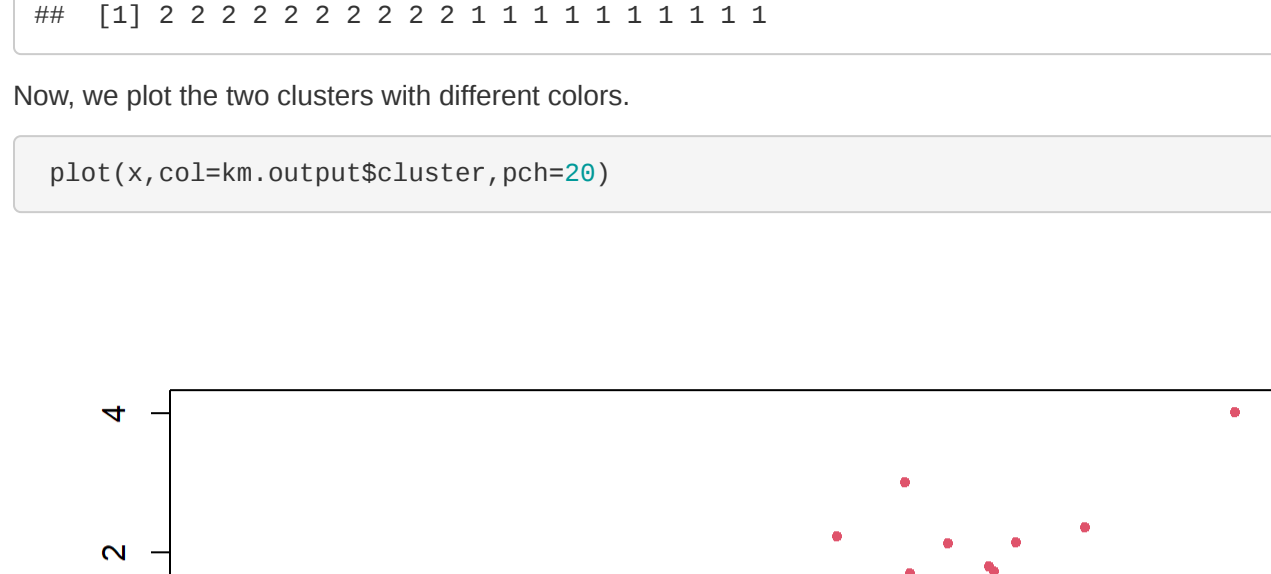 ##  [1] 2 2 2 2 2 2 2 2 2 2 1 1 1 1 1 1 1 1 1 1
Now, we plot the two clusters with different colors.
plot(x,col=km.output$cluster,pch=20)
4
2